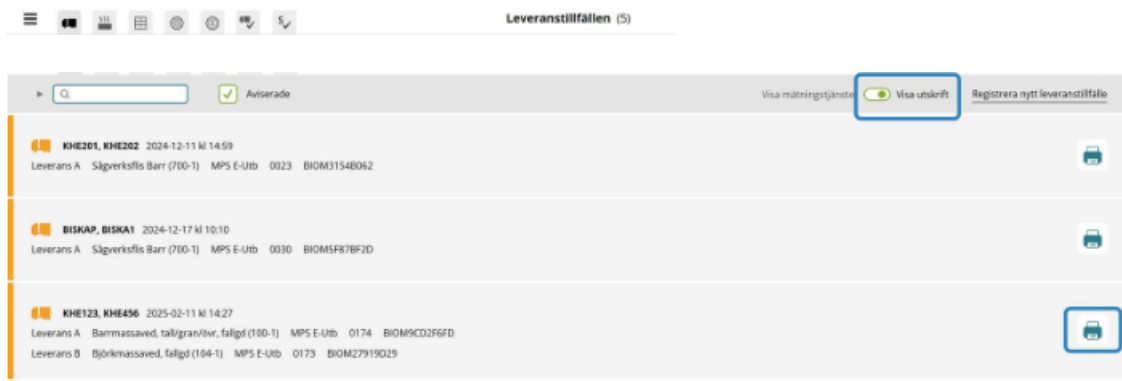 Leveranstillfällen (5)
Aviserade
Visa mätningstjänster
Visa utskrift
Registrera nytt leveranstillfälle
KHE201, KHE202 2024-12-11 kl 14:59
Leverans A Sågverksflis Barr (700-1) MPS E-Utb 0023 BIOM3154B062
BISKAP, BISKA1 2024-12-17 kl 10:10
Leverans A Sågverksflis Barr (700-1) MPS E-Utb 0030 BIOM5F87BF2D
KHE123, KHE456 2025-02-11 kl 14:27
Leverans A Barrmassaved, tall/gran/övr, fallgd (100-1) MPS E-Utb 0174 BIOM9CD2F6FD
Leverans B Björkmassaved, fallgd (104-1) MPS E-Utb 0173 BIOM27919D29